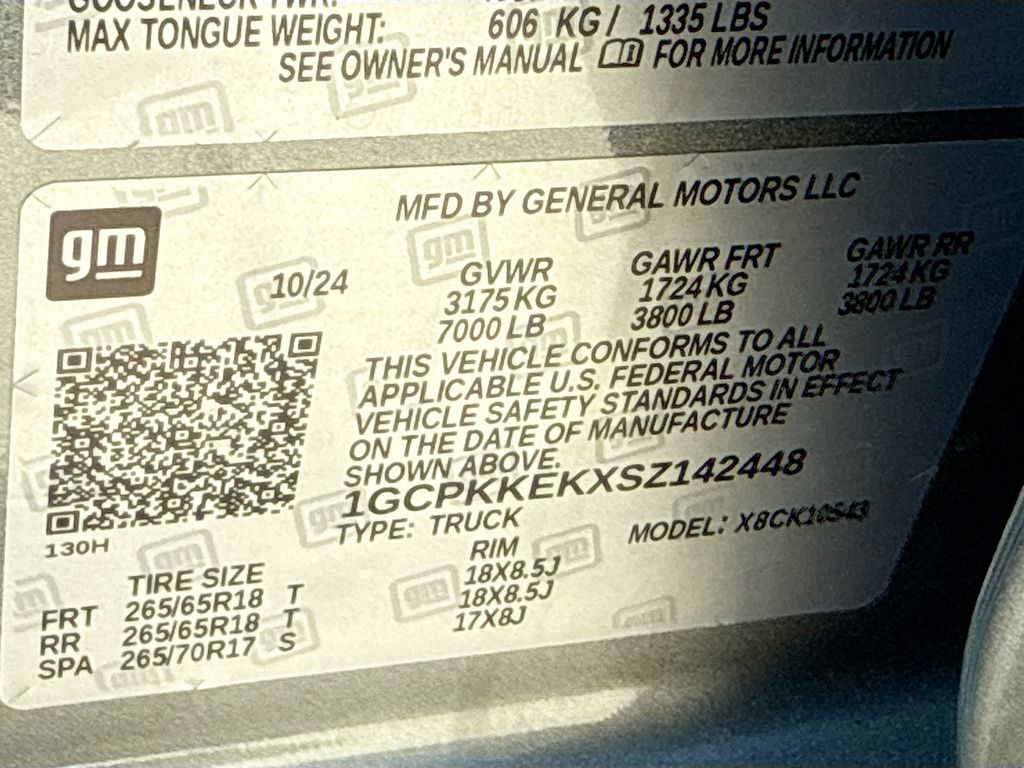 GOOSENECK TWR:
MAX TONGUE WEIGHT: 606 KG / 1335 LBS
SEE OWNER'S MANUAL FOR MORE INFORMATION
gm
MFD BY GENERAL MOTORS LLC
10/24 GVWR GAWR FRT GAWR RR
3175 KG 1724 KG 1724 KG
7000 LB 3800 LB 3800 LB
THIS VEHICLE CONFORMS TO ALL
APPLICABLE U.S. FEDERAL MOTOR
VEHICLE SAFETY STANDARDS IN EFFECT
ON THE DATE OF MANUFACTURE
SHOWN ABOVE.
1GCPKKEKXSZ142448
TYPE: TRUCK MODEL: X8CK10543
130H
TIRE SIZE RIM
FRT 265/65R18 T 18X8.5J
RR 265/65R18 T 18X8.5J
SPA 265/70R17 S 17X8J